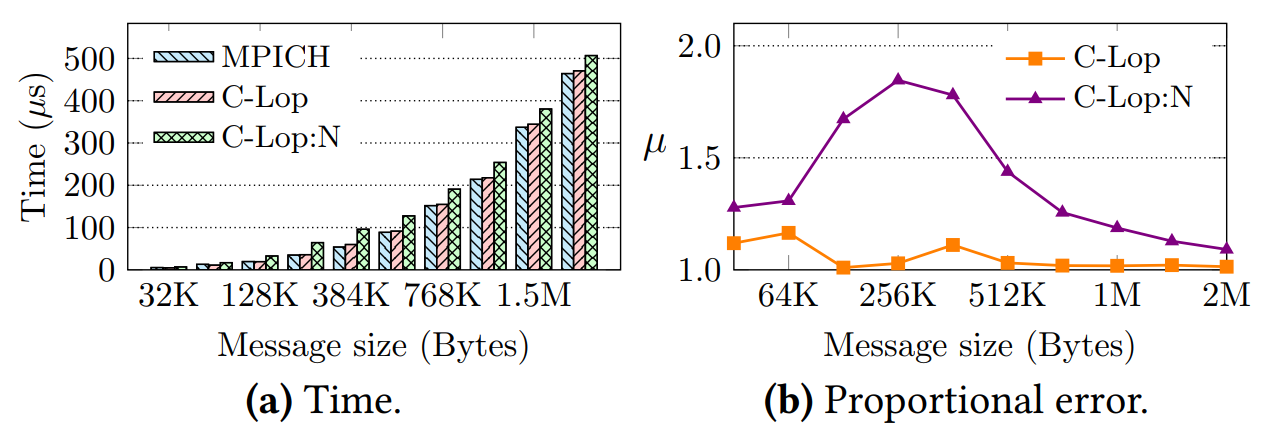 Time (μs)
500
400
300
200
100
0
MPICH
C-Lop
C-Lop:N
32K 128K 384K 768K 1.5M
Message size (Bytes)
(a) Time.
μ
2.0
1.5
1.0
C-Lop
C-Lop:N
64K 256K 512K 1M 2M
Message size (Bytes)
(b) Proportional error.